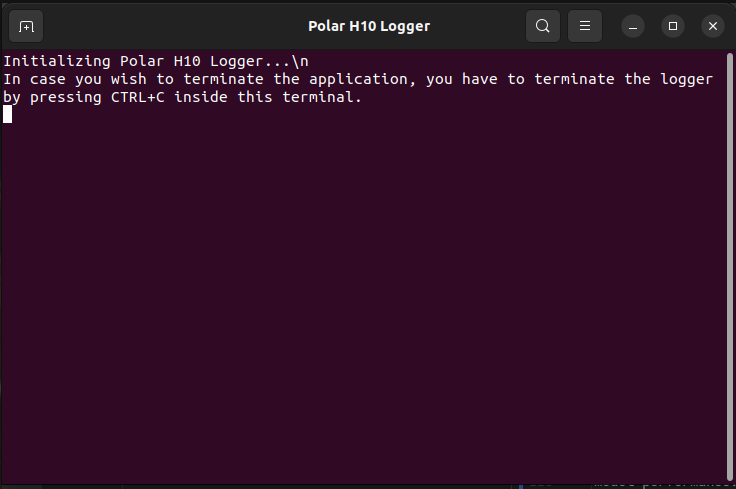 Polar H10 Logger
Initializing Polar H10 Logger...\n
In case you wish to terminate the application, you have to terminate the logger
by pressing CTRL+C inside this terminal.